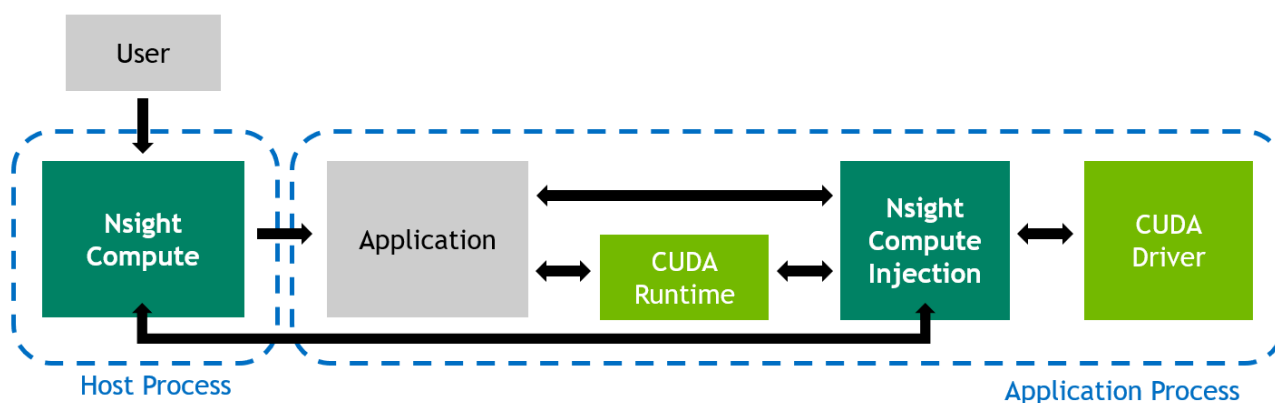 User
Nsight
Compute
Application
CUDA
Runtime
Nsight
Compute
Injection
CUDA
Driver
Host Process
Application Process